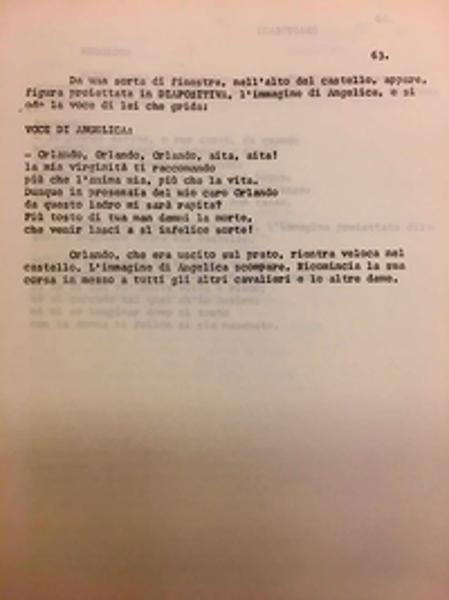 63.
Da una sorta di finestra, nell'alto del castello, appare,
figura proiettata in DIAPOSITIVA, l'immagine di Angelica, e si
ode la voce di lei che grida:
VOCE DI ANGELICA:
- Orlando, Orlando, Orlando, aita, aita!
la mia virginità ti raccomando
più che l'anima mia, più che la vita.
Dunque in presenzia del mio caro Orlando
da questo ladro mi sarà rapita?
Più tosto di tua man dammi la morte,
che venir lasci a sì infelice sorte!
Orlando, che era uscito sul prato, rientra veloce nel
castello. L'immagine di Angelica scompare. Ricomincia la sua
corsa in mezzo a tutti gli altri cavalieri e le altre dame.